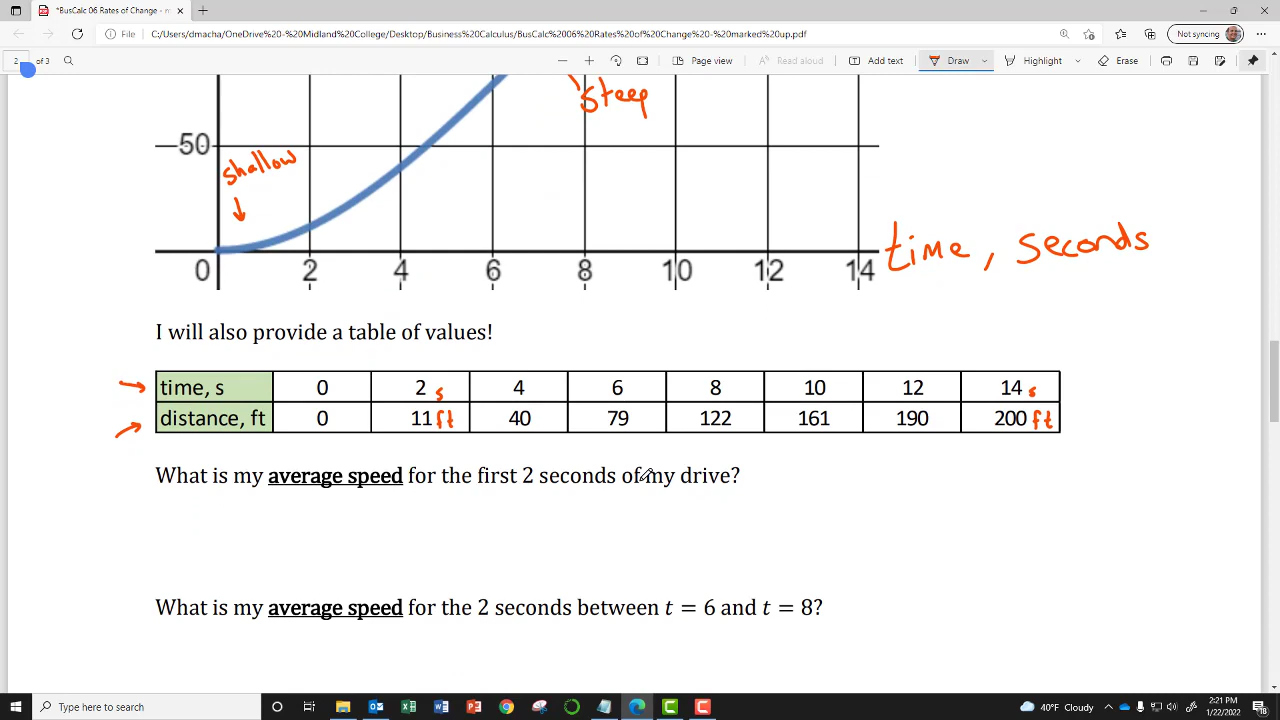 *BusCalc 06 Rates of Change - m
File C:/Users/dmacha/OneDrive%20-%20Midland%20College/Desktop/Business%20Calculus/BusCalc%2006%20Rates%20of%20Change%20-%20marked%20up.pdf
Not syncing
2 of 3
Page view
Read aloud
Add text
Draw
Highlight
Erase
steep
50
shallow
time, seconds
0 2 4 6 8 10 12 14
I will also provide a table of values!
time, s 0 2 s 4 6 8 10 12 14 s
distance, ft 0 11 ft 40 79 122 161 190 200 ft
What is my average speed for the first 2 seconds of my drive?
What is my average speed for the 2 seconds between t = 6 and t = 8?
Type here to search
40°F Cloudy
2:21 PM
1/22/2022